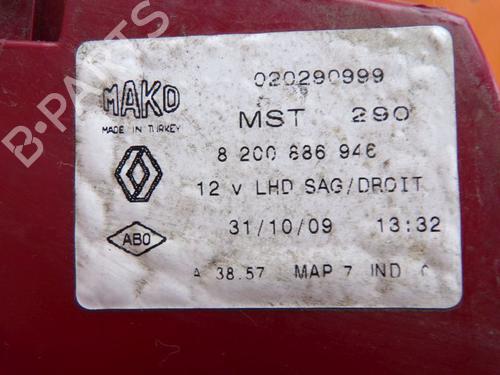 MAKO
MADE IN TURKEY
020290999
MST 290
8 200 686 946
12 V LHD SAG/DROIT
ABO
31/10/09 13:32
A 38.57 MAP 7 IND C
B-PARTS